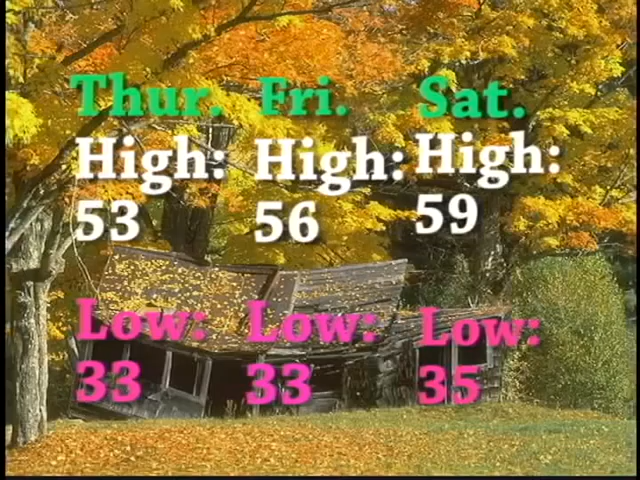 Thur. Fri. Sat.
High: High: High:
53 56 59
Low: Low: Low:
33 33 35